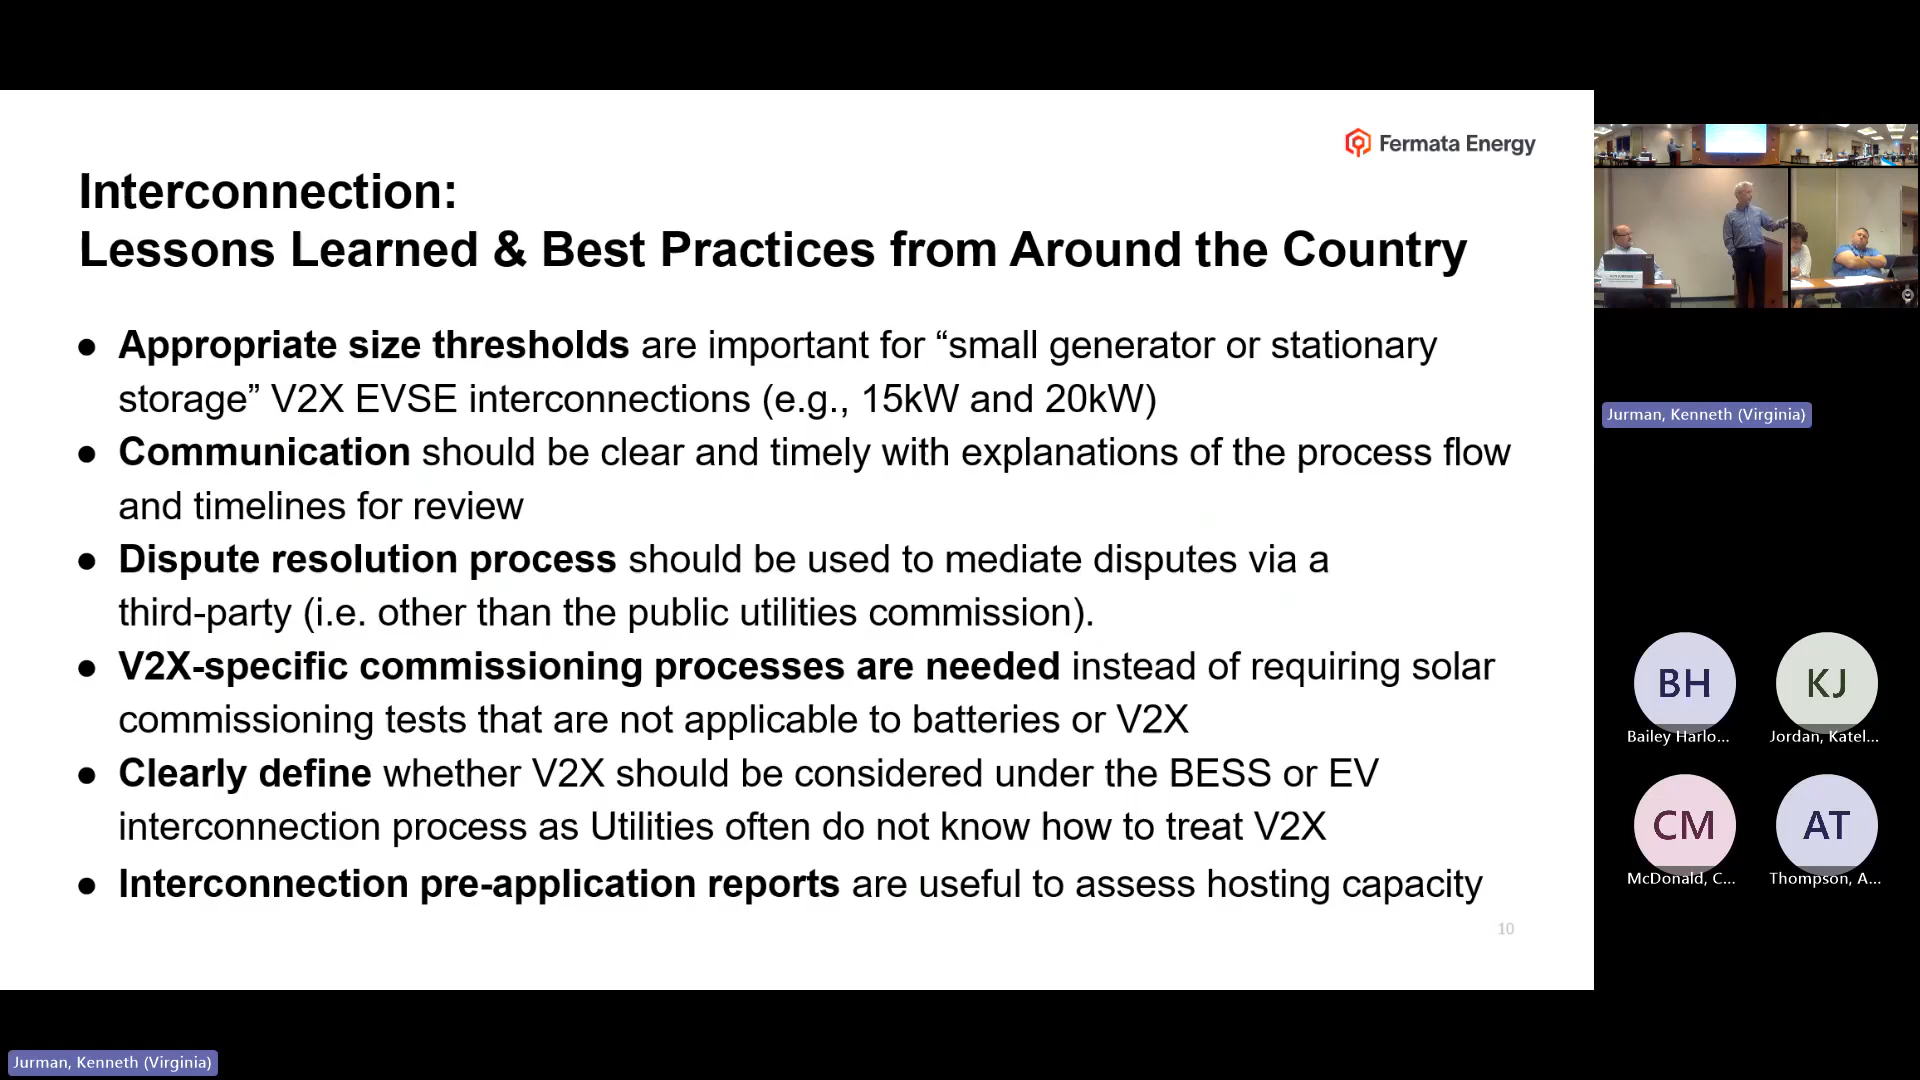 Fermata Energy
Interconnection:
Lessons Learned & Best Practices from Around the Country
● Appropriate size thresholds are important for “small generator or stationary
storage” V2X EVSE interconnections (e.g., 15kW and 20kW)
● Communication should be clear and timely with explanations of the process flow
and timelines for review
● Dispute resolution process should be used to mediate disputes via a
third-party (i.e. other than the public utilities commission).
● V2X-specific commissioning processes are needed instead of requiring solar
commissioning tests that are not applicable to batteries or V2X
● Clearly define whether V2X should be considered under the BESS or EV
interconnection process as Utilities often do not know how to treat V2X
● Interconnection pre-application reports are useful to assess hosting capacity
10
Jurman, Kenneth (Virginia)
BH
KJ
Bailey Harlo...
Jordan, Katel...
CM
AT
McDonald, C...
Thompson, A...
Jurman, Kenneth (Virginia)